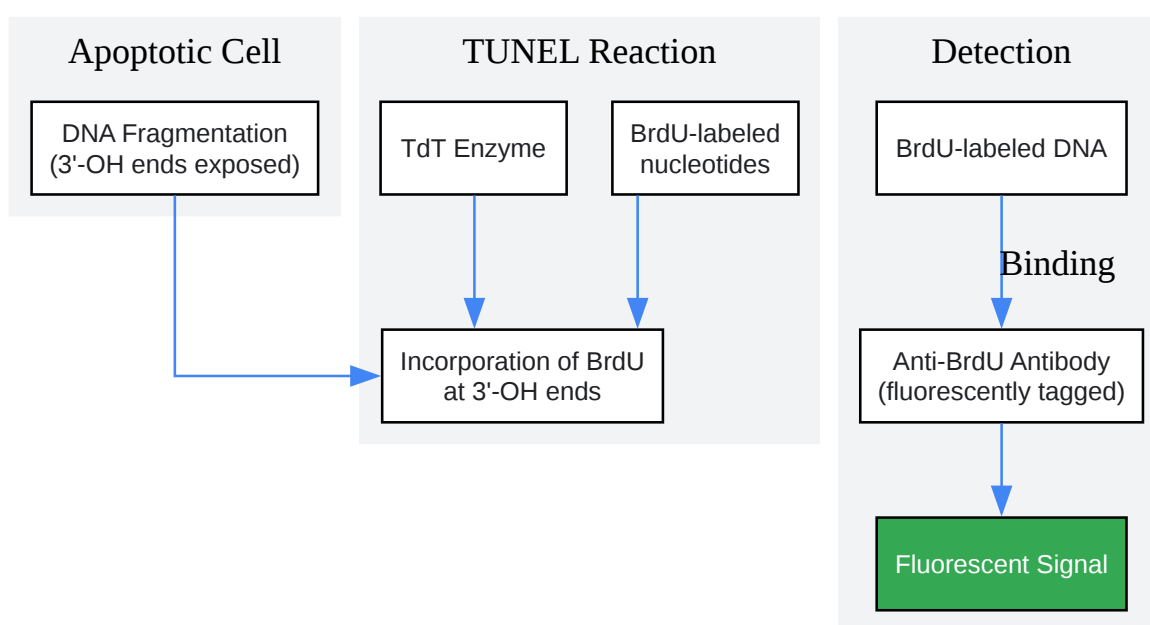 Apoptotic Cell
DNA Fragmentation
(3'-OH ends exposed)
TUNEL Reaction
TdT Enzyme
BrdU-labeled
nucleotides
Incorporation of BrdU
at 3'-OH ends
Detection
BrdU-labeled DNA
Binding
Anti-BrdU Antibody
(fluorescently tagged)
Fluorescent Signal